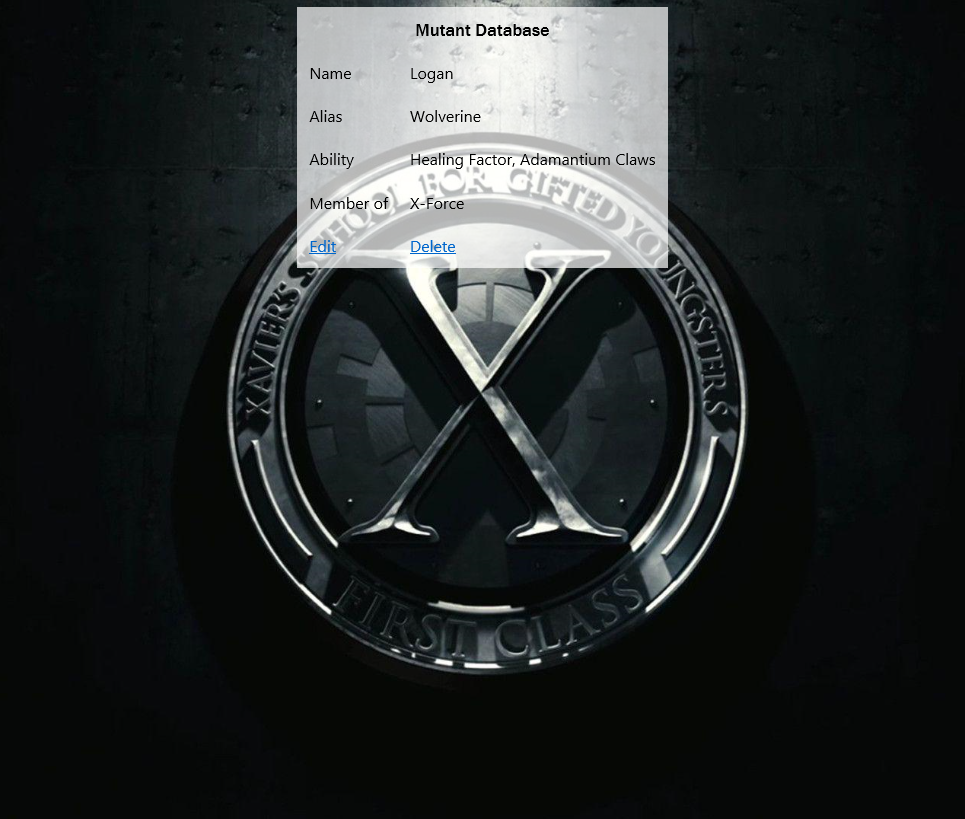 Mutant Database
Name Logan
Alias Wolverine
Ability Healing Factor, Adamantium Claws
Member of X-Force
Edit Delete
XAVIER'S SCHOOL FOR GIFTED YOUNGSTERS
X
FIRST CLASS